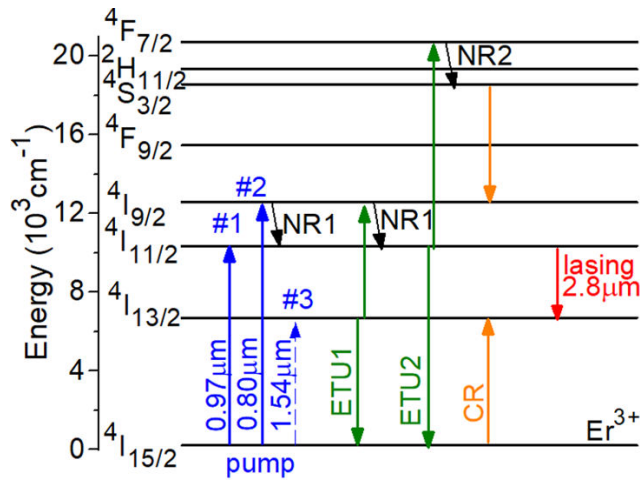 Energy (10³cm⁻¹)
20
16
12
8
4
0
⁴F₇/₂
²H₁₁/₂
⁴S₃/₂
⁴F₉/₂
⁴I₉/₂
⁴I₁₁/₂
⁴I₁₃/₂
⁴I₁₅/₂
NR2
#2
#1
NR1
NR1
#3
lasing
2.8μm
0.97μm
0.80μm
1.54μm
ETU1
ETU2
CR
Er³⁺
pump